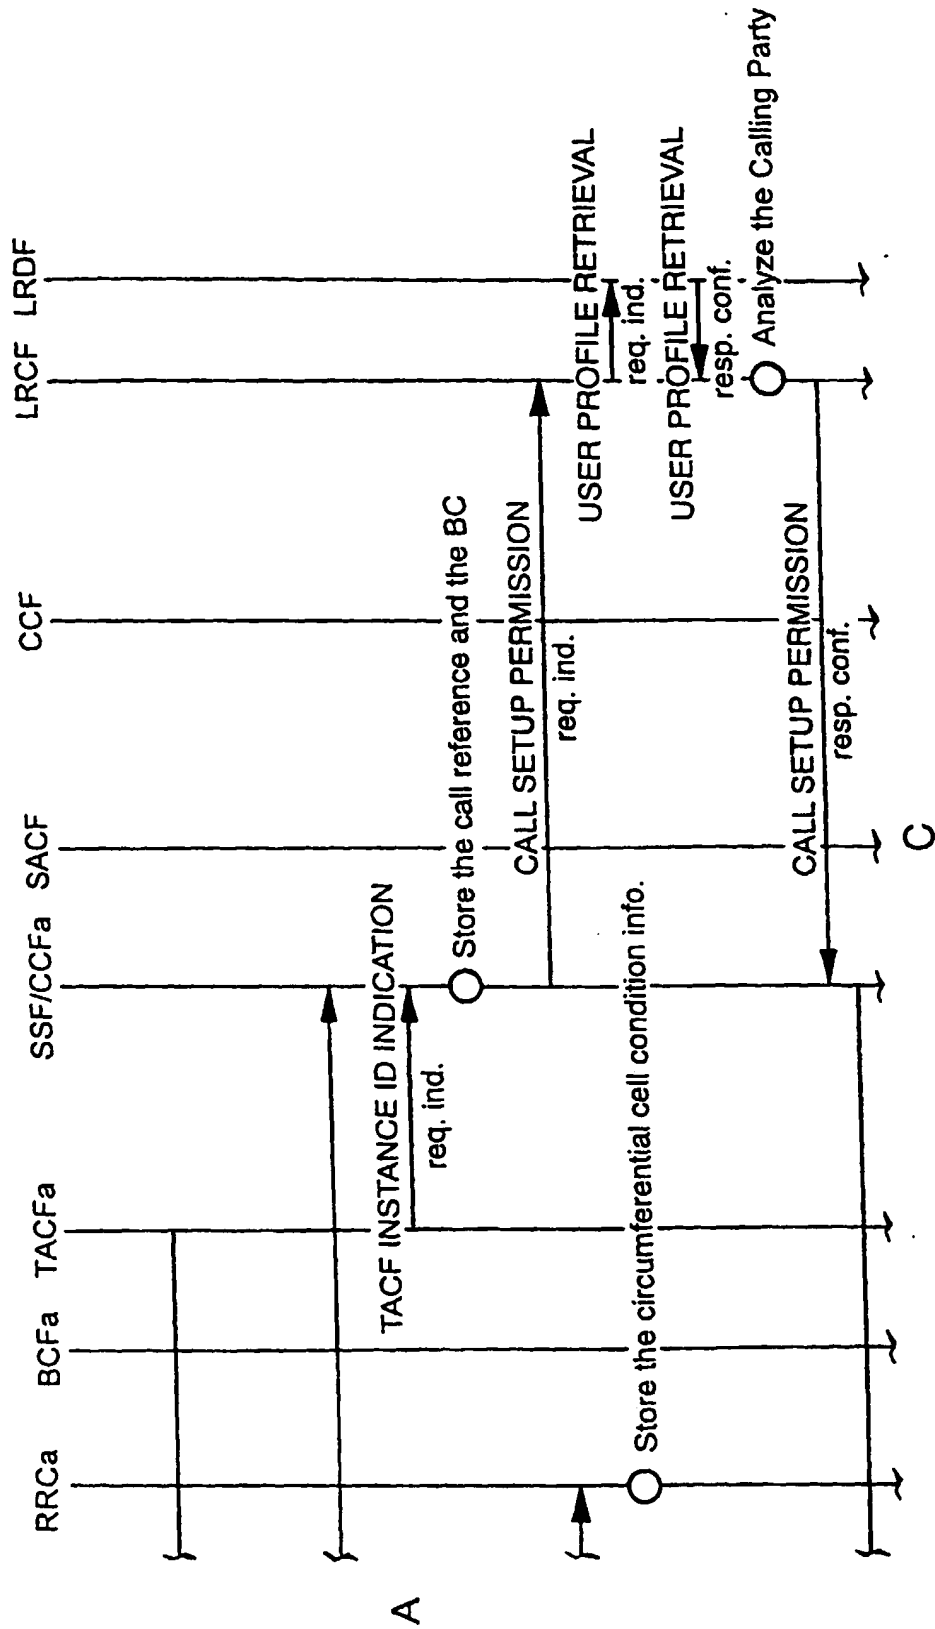 RRCa BCFa TACFa SSF/CCFa SACF CCF LRCF LRDF
A
TACF INSTANCE ID INDICATION
req. ind.
Store the call reference and the BC
CALL SETUP PERMISSION
req. ind.
USER PROFILE RETRIEVAL
req. ind.
Store the circumferential cell condition info.
USER PROFILE RETRIEVAL
resp. conf.
Analyze the Calling Party
CALL SETUP PERMISSION
resp. conf.
C